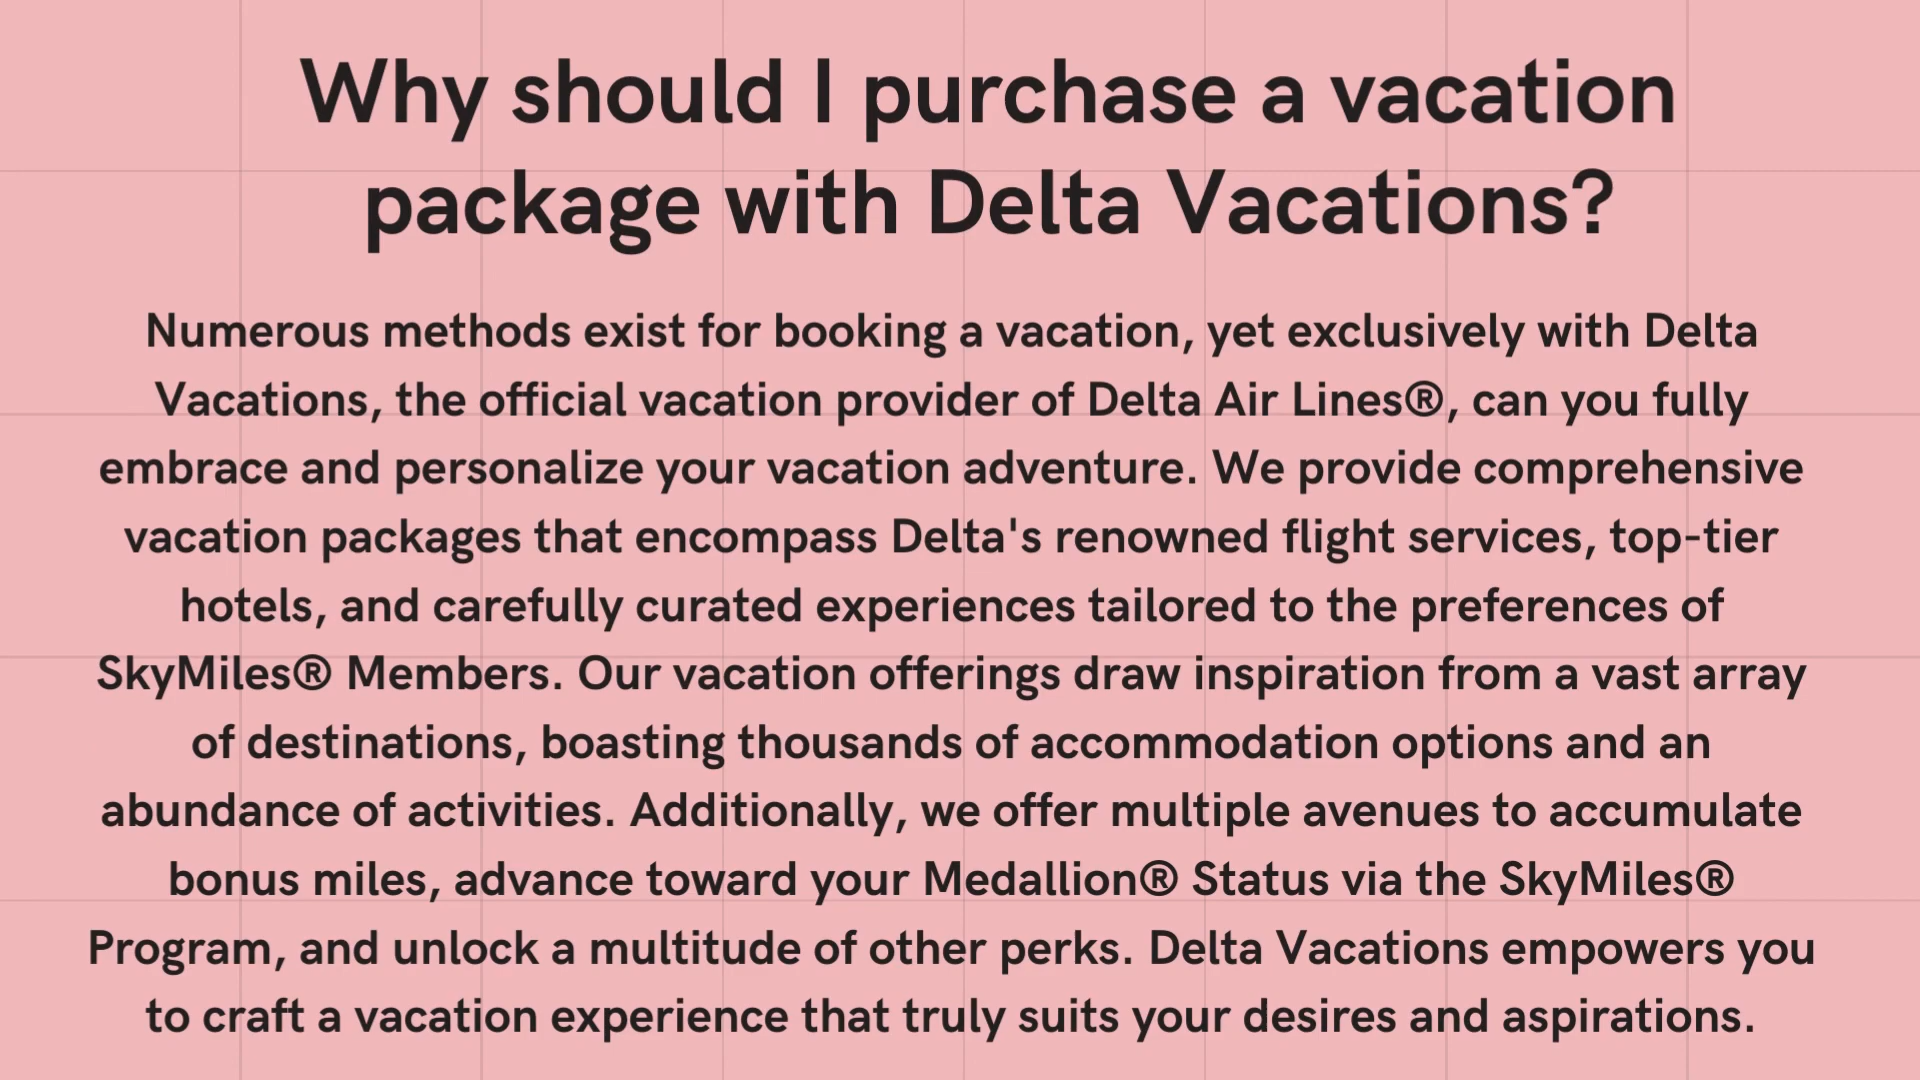 Why should I purchase a vacation
package with Delta Vacations?
Numerous methods exist for booking a vacation, yet exclusively with Delta
Vacations, the official vacation provider of Delta Air Lines®, can you fully
embrace and personalize your vacation adventure. We provide comprehensive
vacation packages that encompass Delta's renowned flight services, top-tier
hotels, and carefully curated experiences tailored to the preferences of
SkyMiles® Members. Our vacation offerings draw inspiration from a vast array
of destinations, boasting thousands of accommodation options and an
abundance of activities. Additionally, we offer multiple avenues to accumulate
bonus miles, advance toward your Medallion® Status via the SkyMiles®
Program, and unlock a multitude of other perks. Delta Vacations empowers you
to craft a vacation experience that truly suits your desires and aspirations.